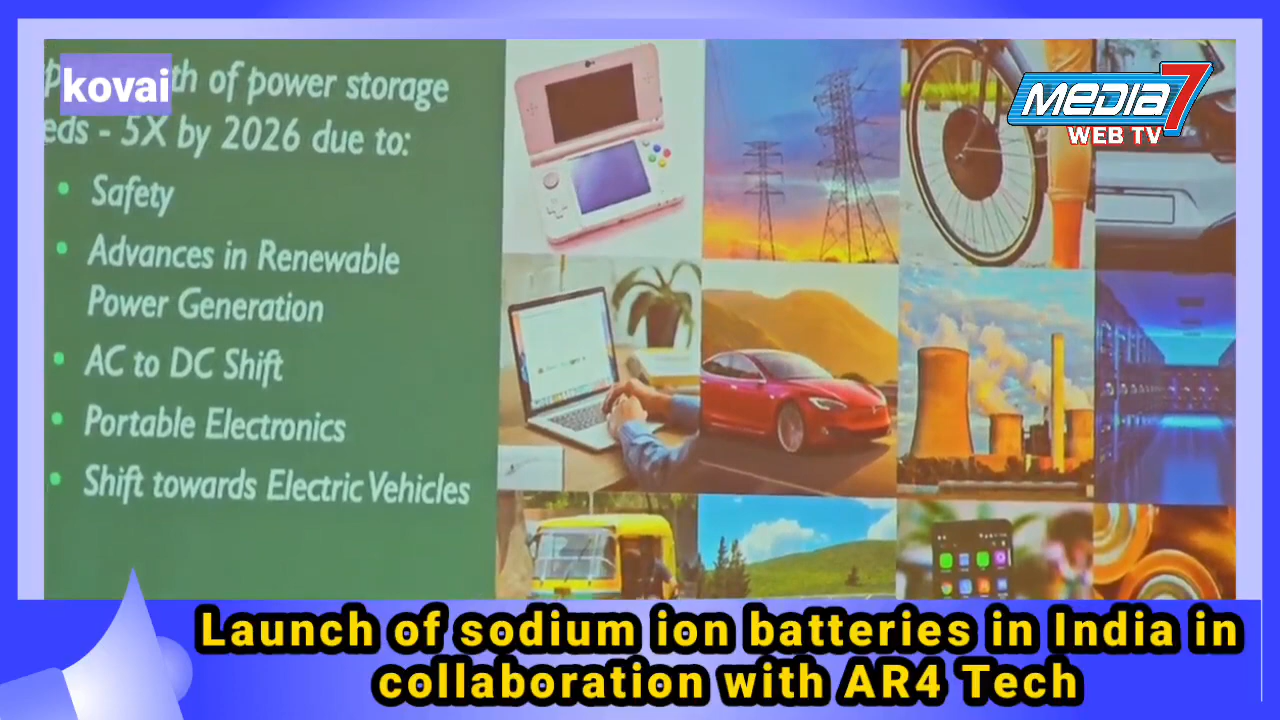 kovai
th of power storage
eds - 5X by 2026 due to:
• Safety
• Advances in Renewable
Power Generation
• AC to DC Shift
• Portable Electronics
• Shift towards Electric Vehicles
MEDIA 7
WEB TV
Launch of sodium ion batteries in India in
collaboration with AR4 Tech